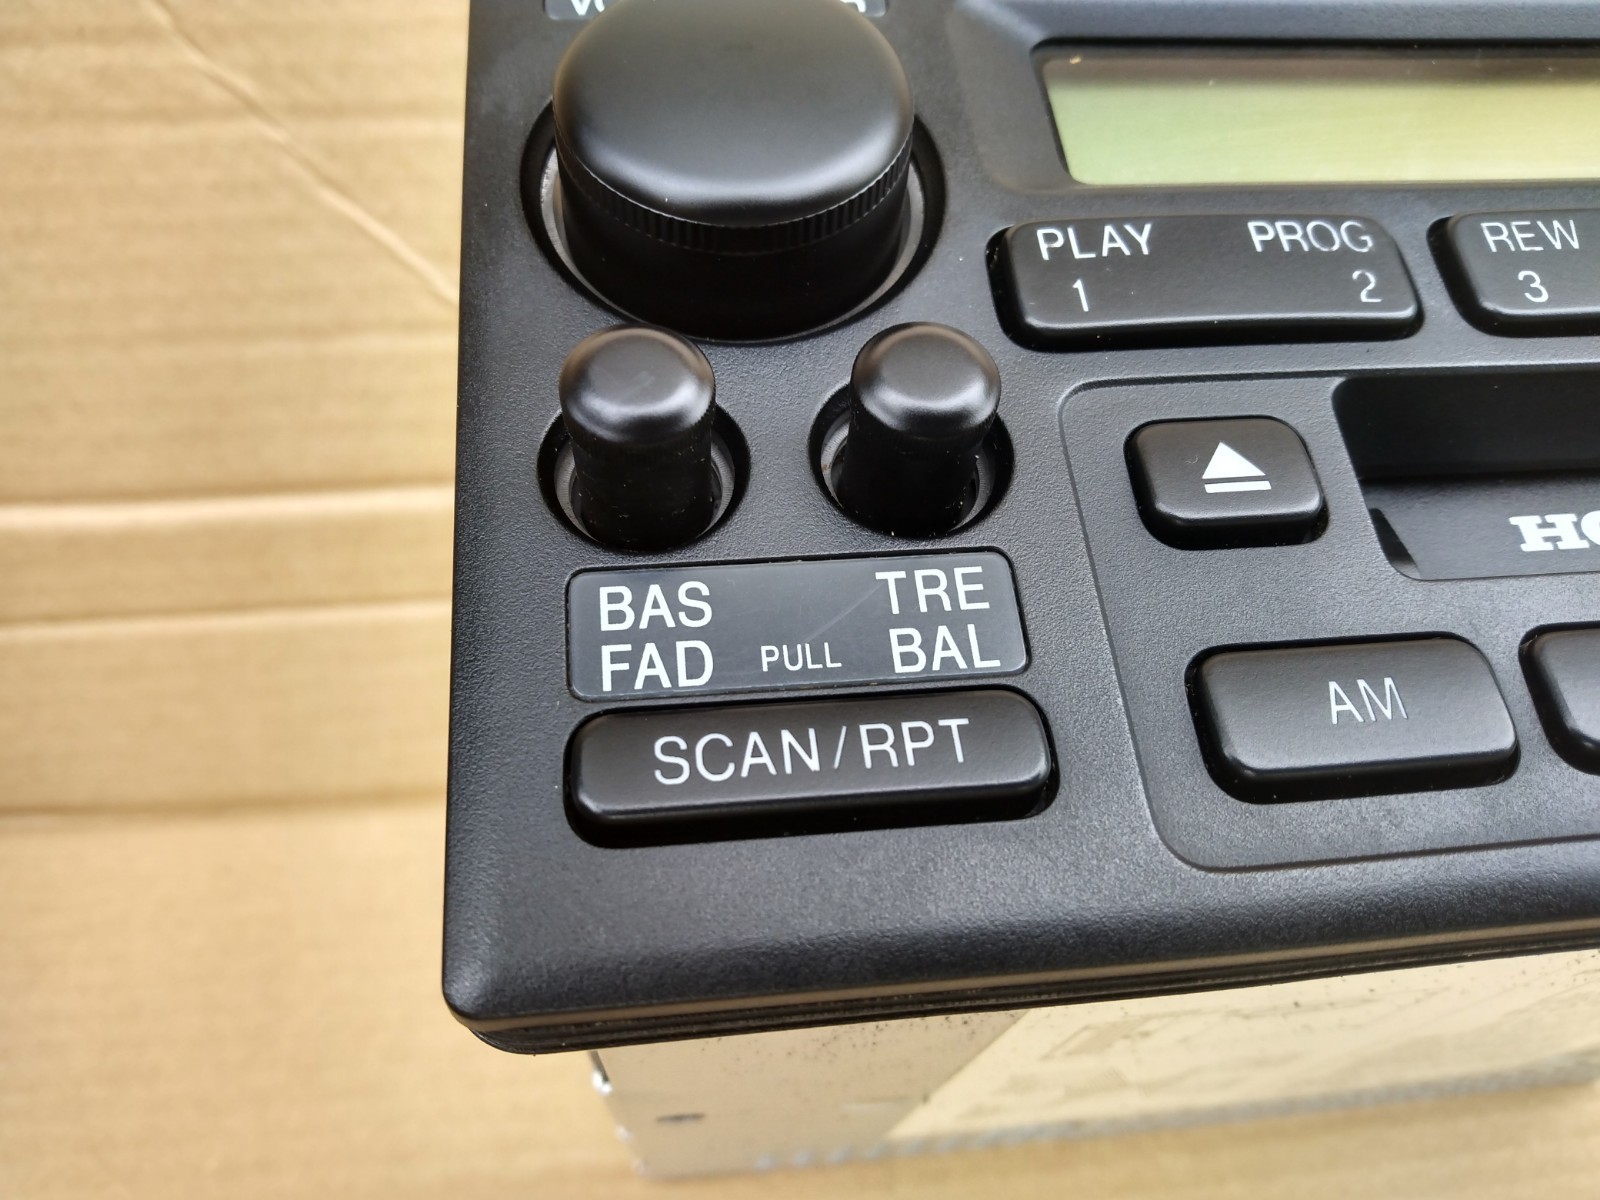 PLAY PROG REW
1 2 3
BAS TRE
FAD PULL BAL
SCAN/RPT
AM